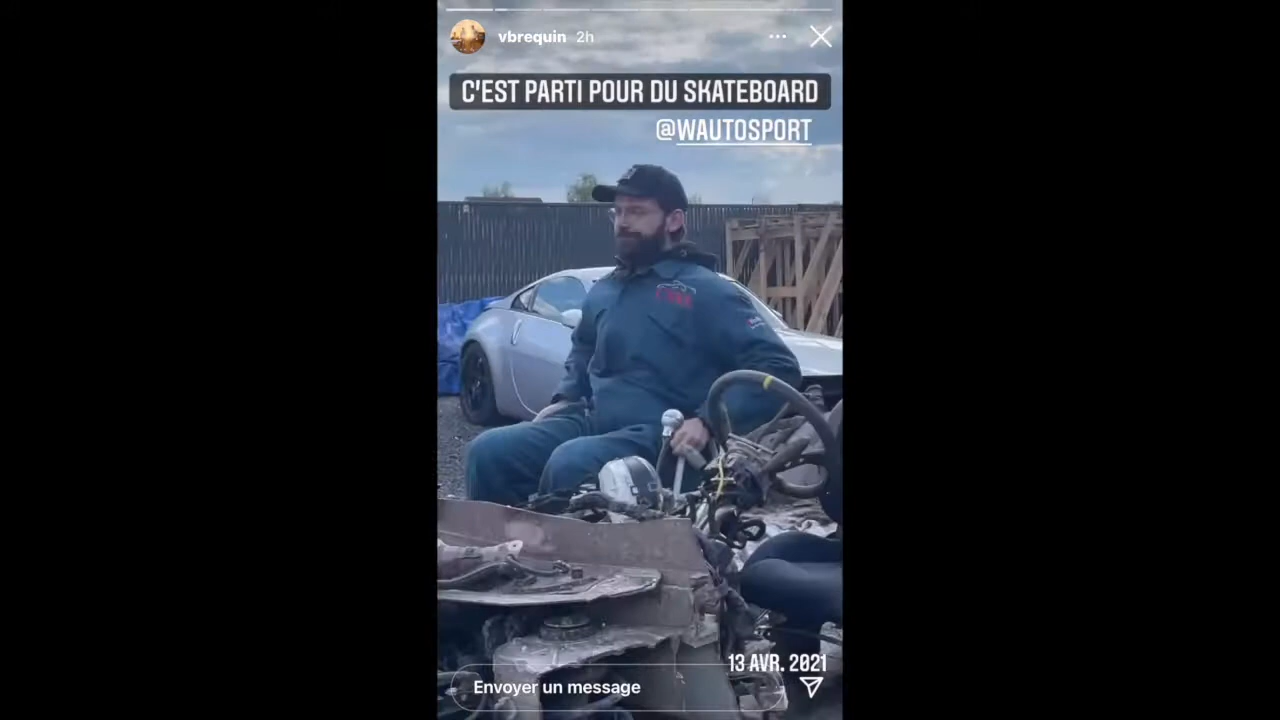 vbrequin 2h
C'EST PARTI POUR DU SKATEBOARD
@WAUTOSPORT
13 AVR. 2021
Envoyer un message